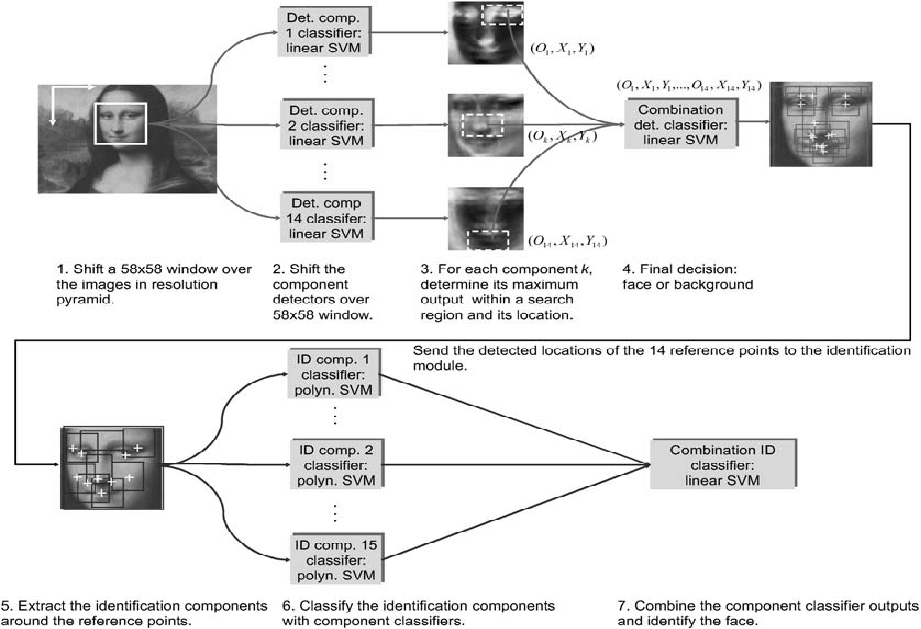 Det. comp.
1 classifier:
linear SVM
(O1, X1, Y1)
(O1, X1, Y1,..., O14, X14, Y14)
Det. comp.
2 classifier:
linear SVM
(Ok, Xk, Yk)
Combination
det. classifier:
linear SVM
Det. comp
14 classifer:
linear SVM
(O14, X14, Y14)
1. Shift a 58x58 window over
the images in resolution
pyramid.
2. Shift the
component
detectors over
58x58 window.
3. For each component k,
determine its maximum
output within a search
region and its location.
4. Final decision:
face or background
Send the detected locations of the 14 reference points to the identification
module.
ID comp. 1
classifier:
polyn. SVM
ID comp. 2
classifier:
polyn. SVM
Combination ID
classifier:
linear SVM
ID comp. 15
classifer:
polyn. SVM
5. Extract the identification components
around the reference points.
6. Classify the identification components
with component classifiers.
7. Combine the component classifier outputs
and identify the face.